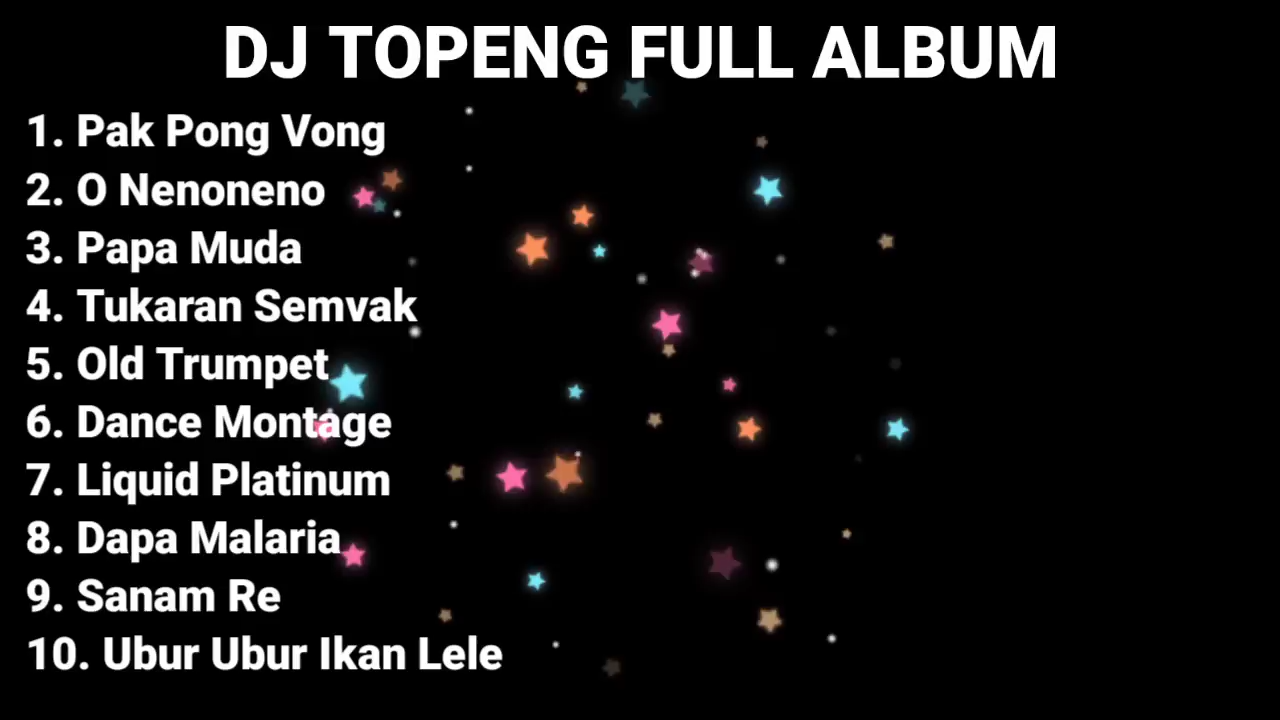 DJ TOPENG FULL ALBUM
1. Pak Pong Vong
2. O Nenoneno
3. Papa Muda
4. Tukaran Semvak
5. Old Trumpet
6. Dance Montage
7. Liquid Platinum
8. Dapa Malaria
9. Sanam Re
10. Ubur Ubur Ikan Lele